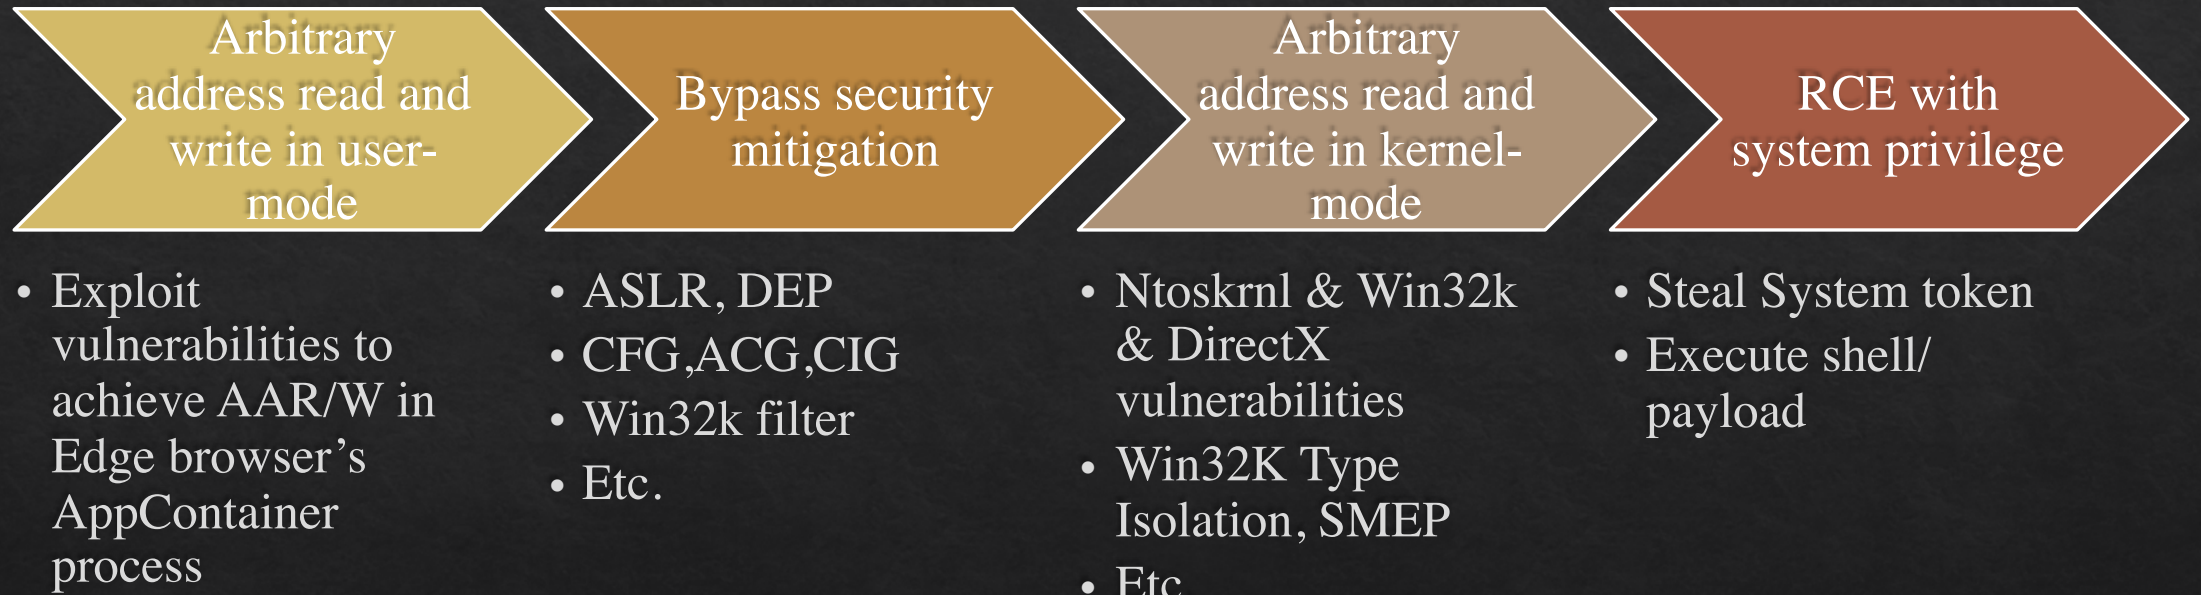 Arbitrary
address read and
write in user-
mode
Bypass security
mitigation
Arbitrary
address read and
write in kernel-
mode
RCE with
system privilege
• Exploit
vulnerabilities to
achieve AAR/W in
Edge browser’s
AppContainer
process
• ASLR, DEP
• CFG,ACG,CIG
• Win32k filter
• Etc.
• Ntoskrnl & Win32k
& DirectX
vulnerabilities
• Win32K Type
Isolation, SMEP
• Etc
• Steal System token
• Execute shell/
payload